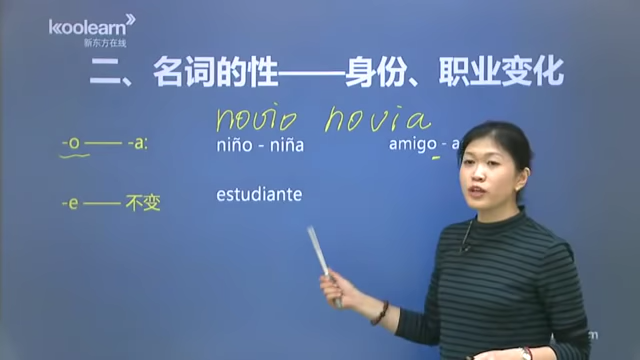 koolearn
新东方在线
二、名词的性——身份、职业变化
novio novia
-o —— -a: niño - niña amigo - a
-e —— 不变 estudiante